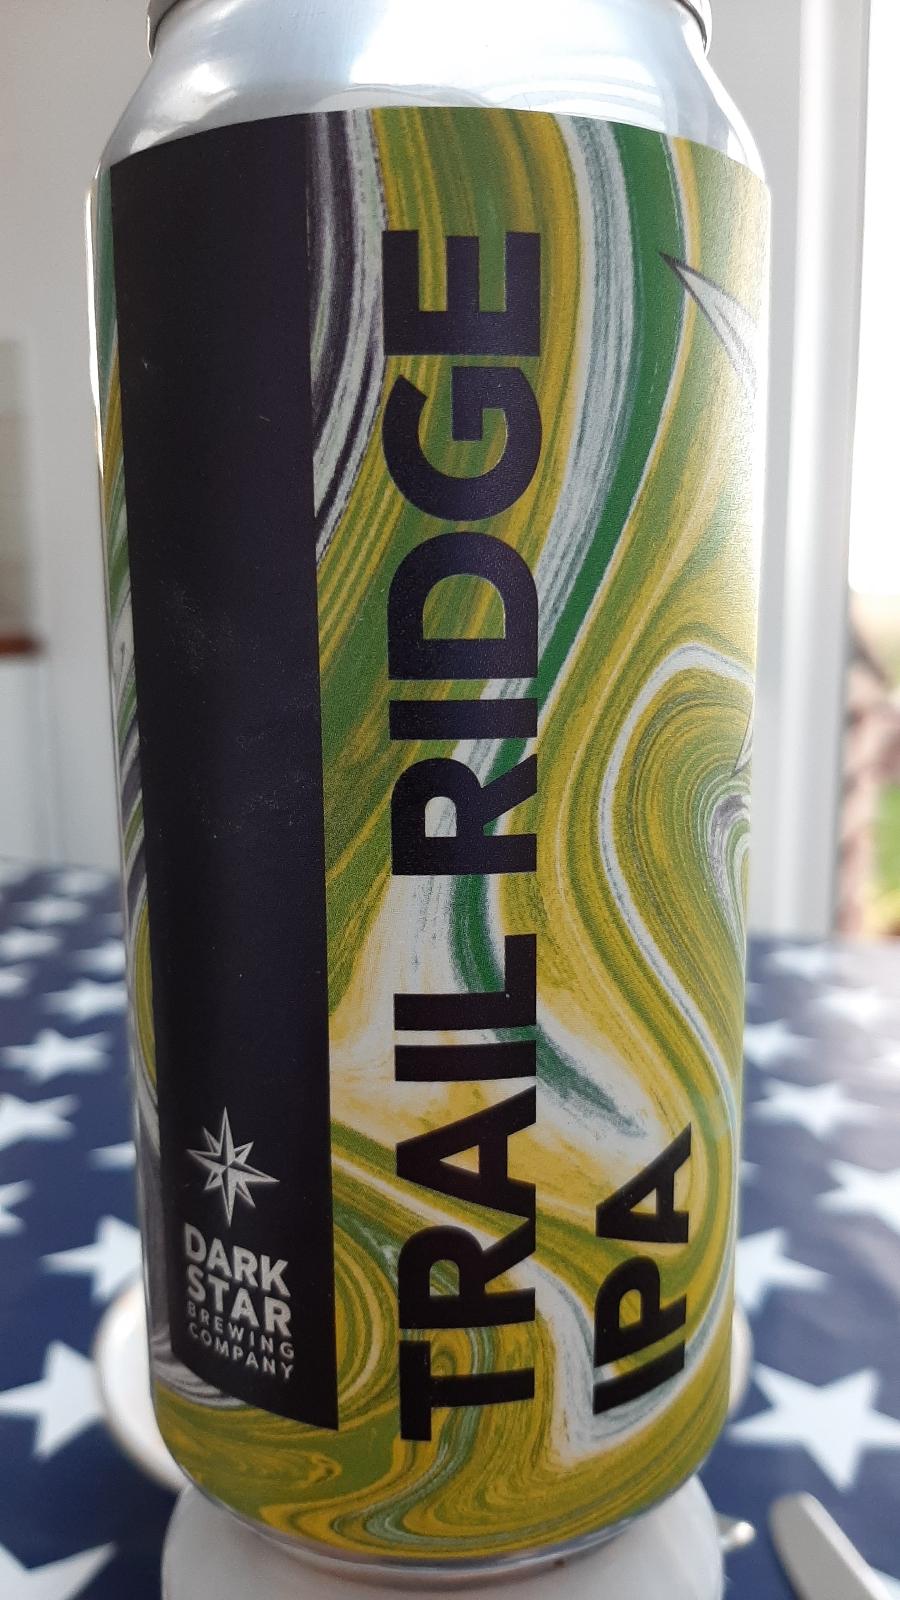 TRAIL RIDGE
IPA
DARK
STAR
BREWING
COMPANY